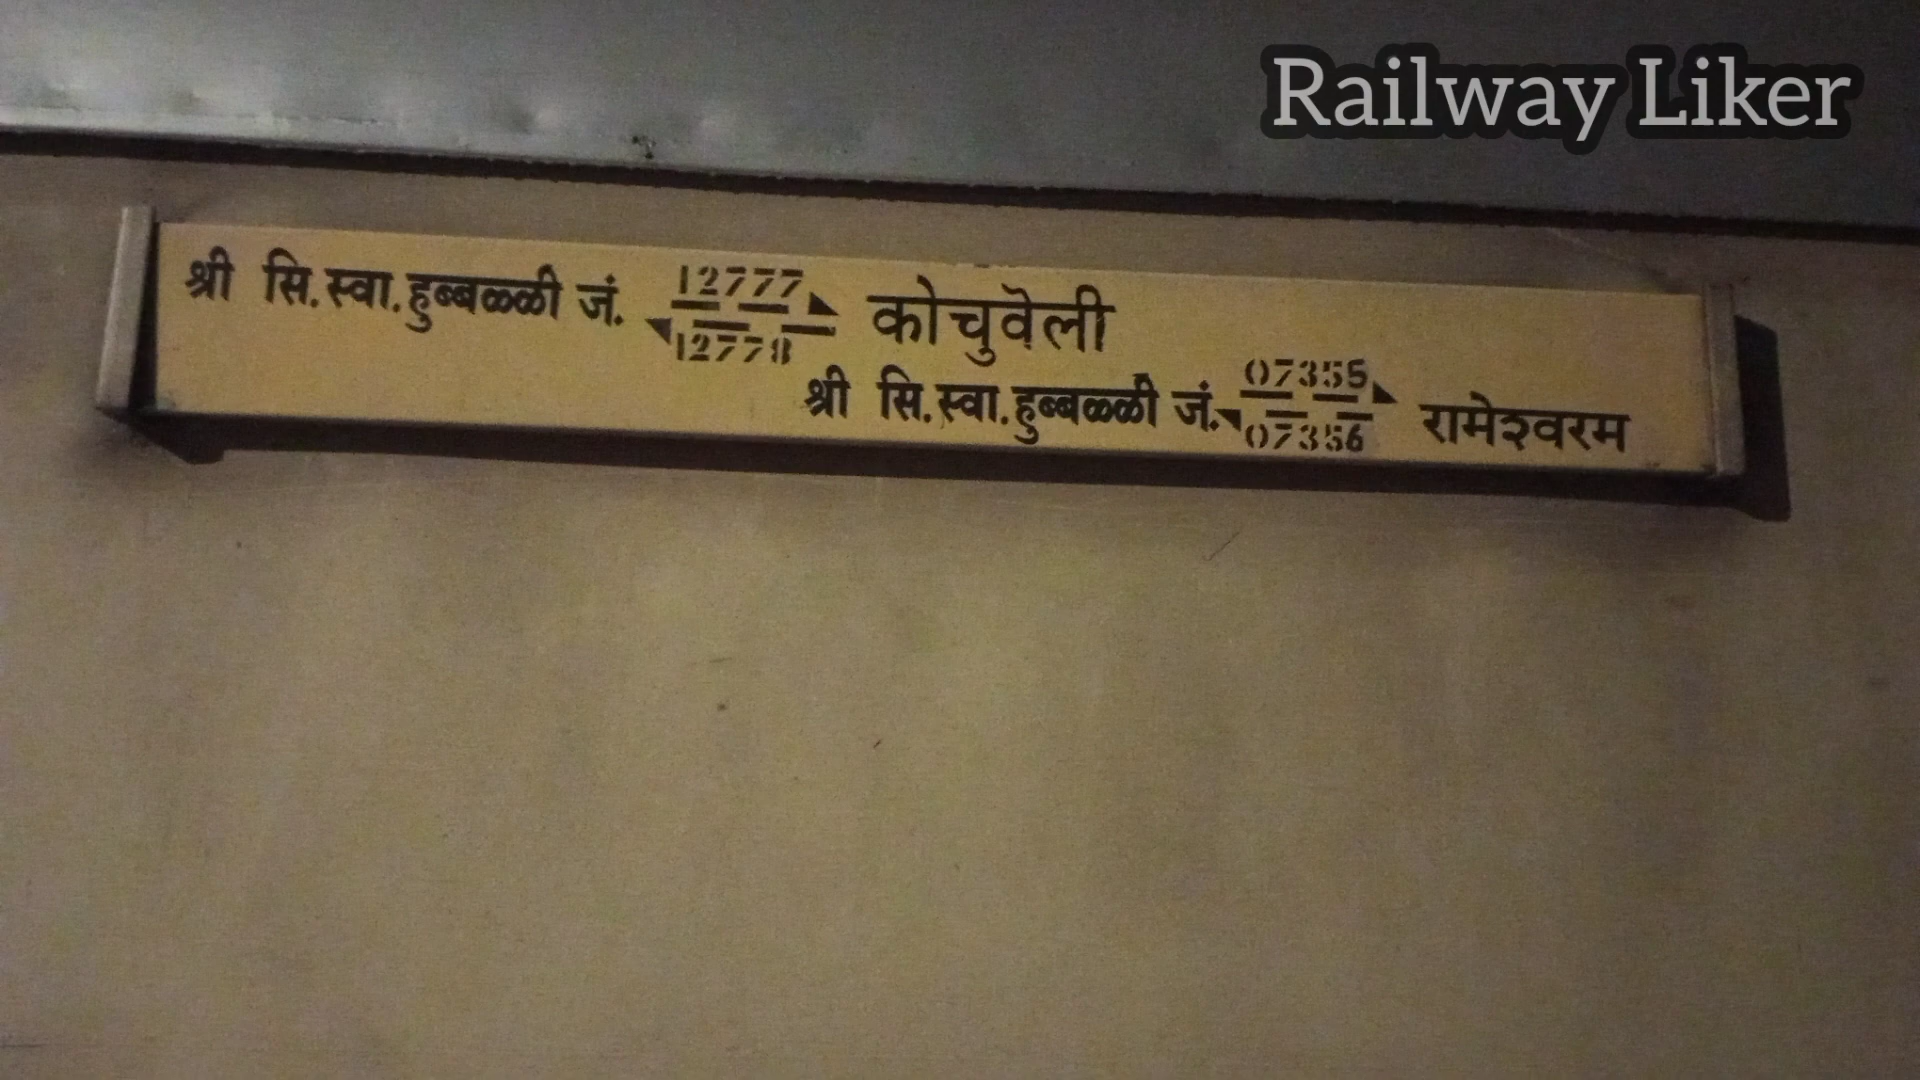 Railway Liker
श्री सि.स्वा.हुब्बळ्ळी जं. 12777 12778 कोचुवेली
श्री सि.स्वा.हुब्बळ्ळी जं. 07355 07356 रामेश्वरम